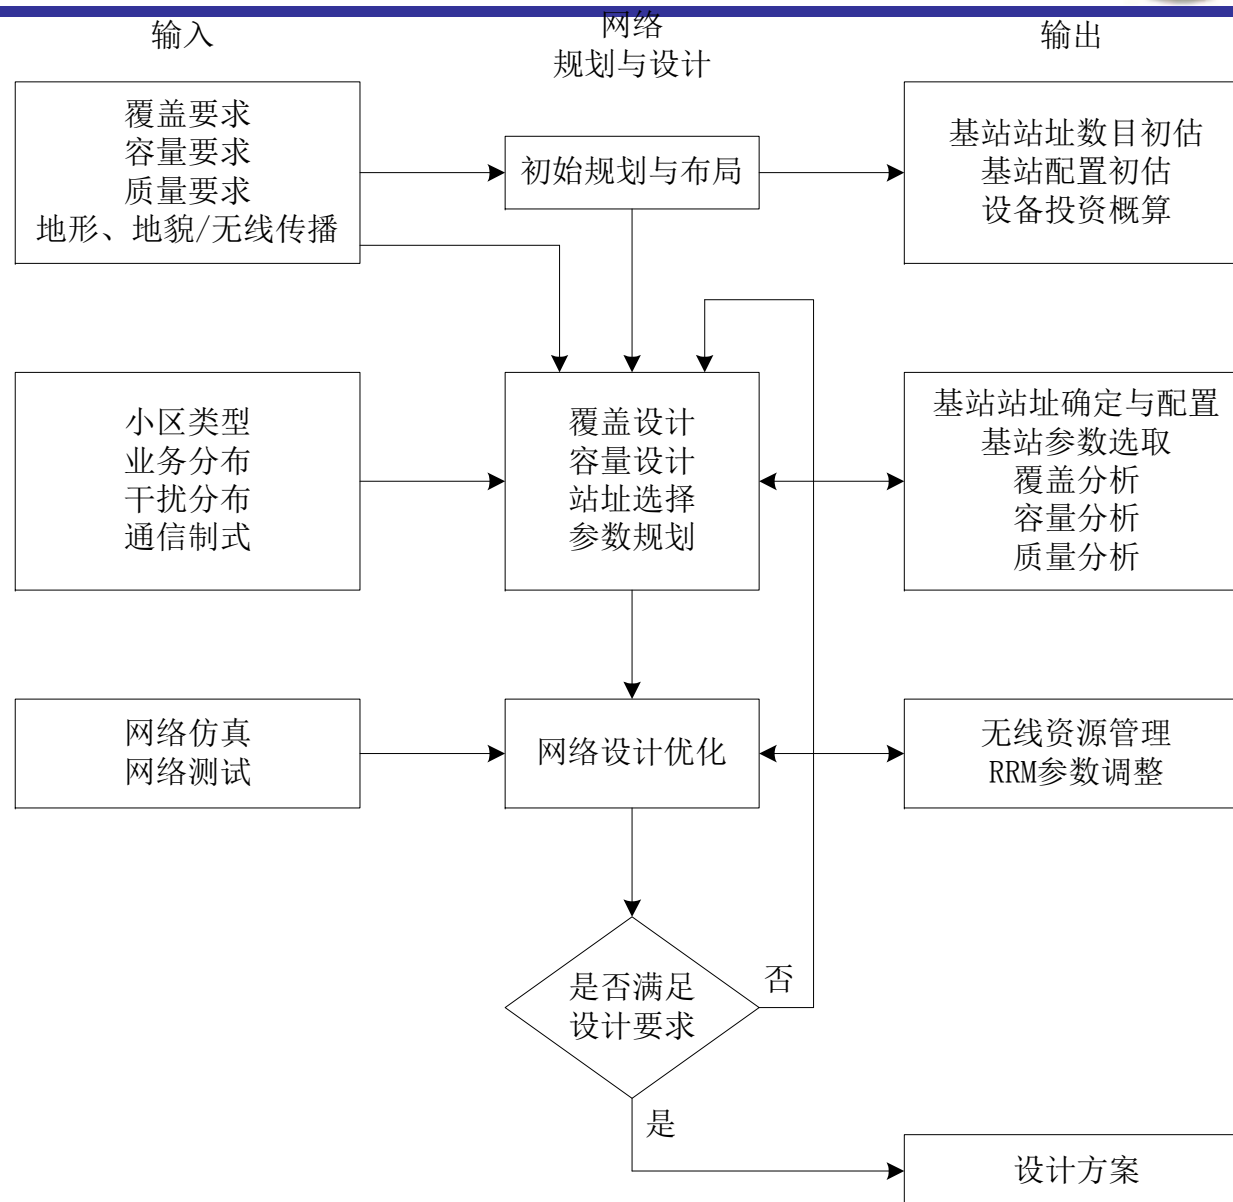 输入
网络
规划与设计
输出
覆盖要求
容量要求
质量要求
地形、地貌/无线传播
初始规划与布局
基站站址数目初估
基站配置初估
设备投资概算
小区类型
业务分布
干扰分布
通信制式
覆盖设计
容量设计
站址选择
参数规划
基站站址确定与配置
基站参数选取
覆盖分析
容量分析
质量分析
网络仿真
网络测试
网络设计优化
无线资源管理
RRM参数调整
是否满足
设计要求
否
是
设计方案